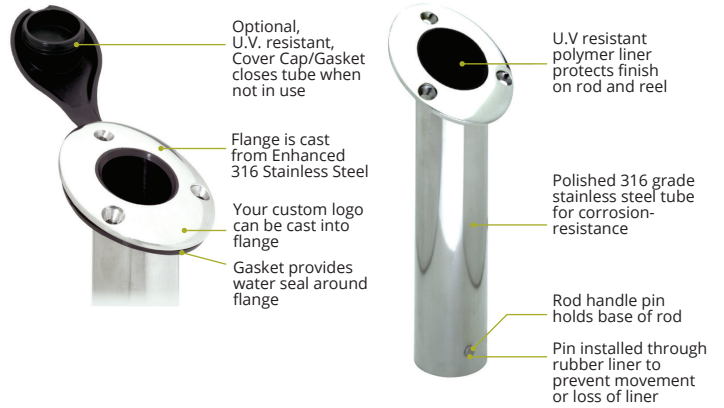 Optional,
U.V. resistant,
Cover Cap/Gasket
closes tube when
not in use
Flange is cast
from Enhanced
316 Stainless Steel
Your custom logo
can be cast into
flange
Gasket provides
water seal around
flange
U.V resistant
polymer liner
protects finish
on rod and reel
Polished 316 grade
stainless steel tube
for corrosion-
resistance
Rod handle pin
holds base of rod
Pin installed through
rubber liner to
prevent movement
or loss of liner